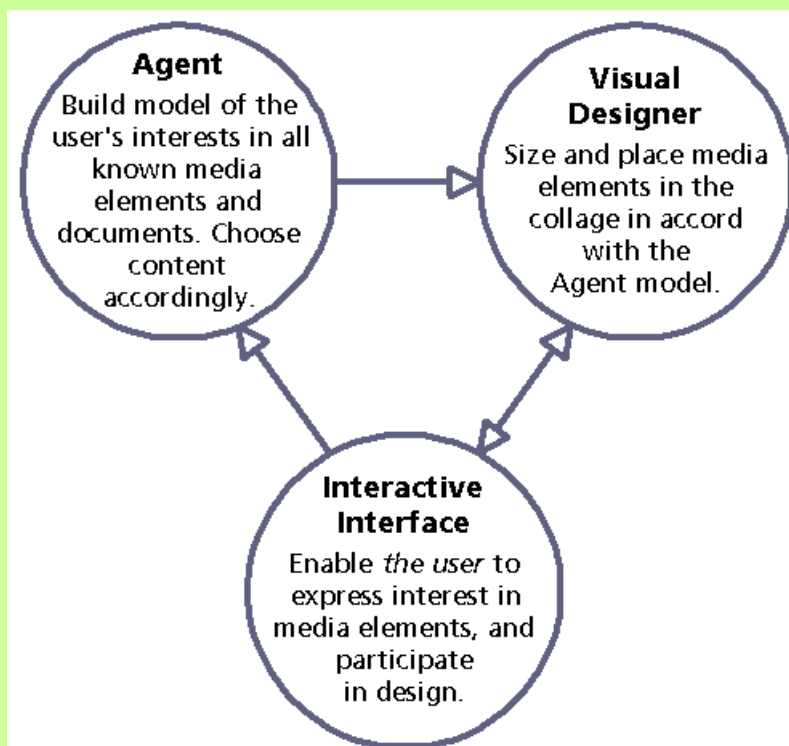 Agent
Build model of the
user's interests in all
known media
elements and
documents. Choose
content
accordingly.
Visual
Designer
Size and place media
elements in the
collage in accord
with the
Agent model.
Interactive
Interface
Enable the user to
express interest in
media elements, and
participate
in design.